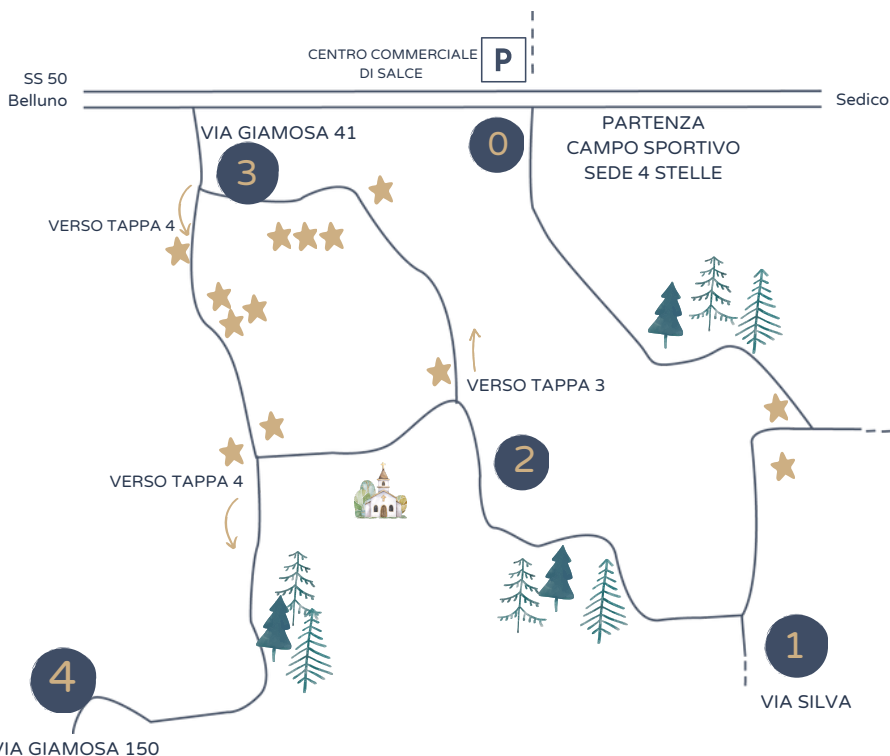 CENTRO COMMERCIALE
DI SALCE
P
SS 50
Belluno
Sedico
VIA GIAMOSA 41
0
PARTENZA
CAMPO SPORTIVO
SEDE 4 STELLE
3
VERSO TAPPA 4
VERSO TAPPA 3
2
VERSO TAPPA 4
1
VIA SILVA
4
VIA GIAMOSA 150